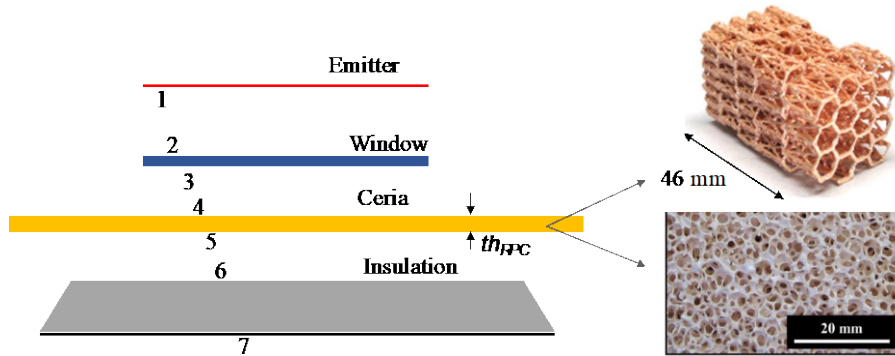 Emitter
1
2
Window
3
46 mm
4
Ceria
5
th_RPC
6
Insulation
20 mm
7